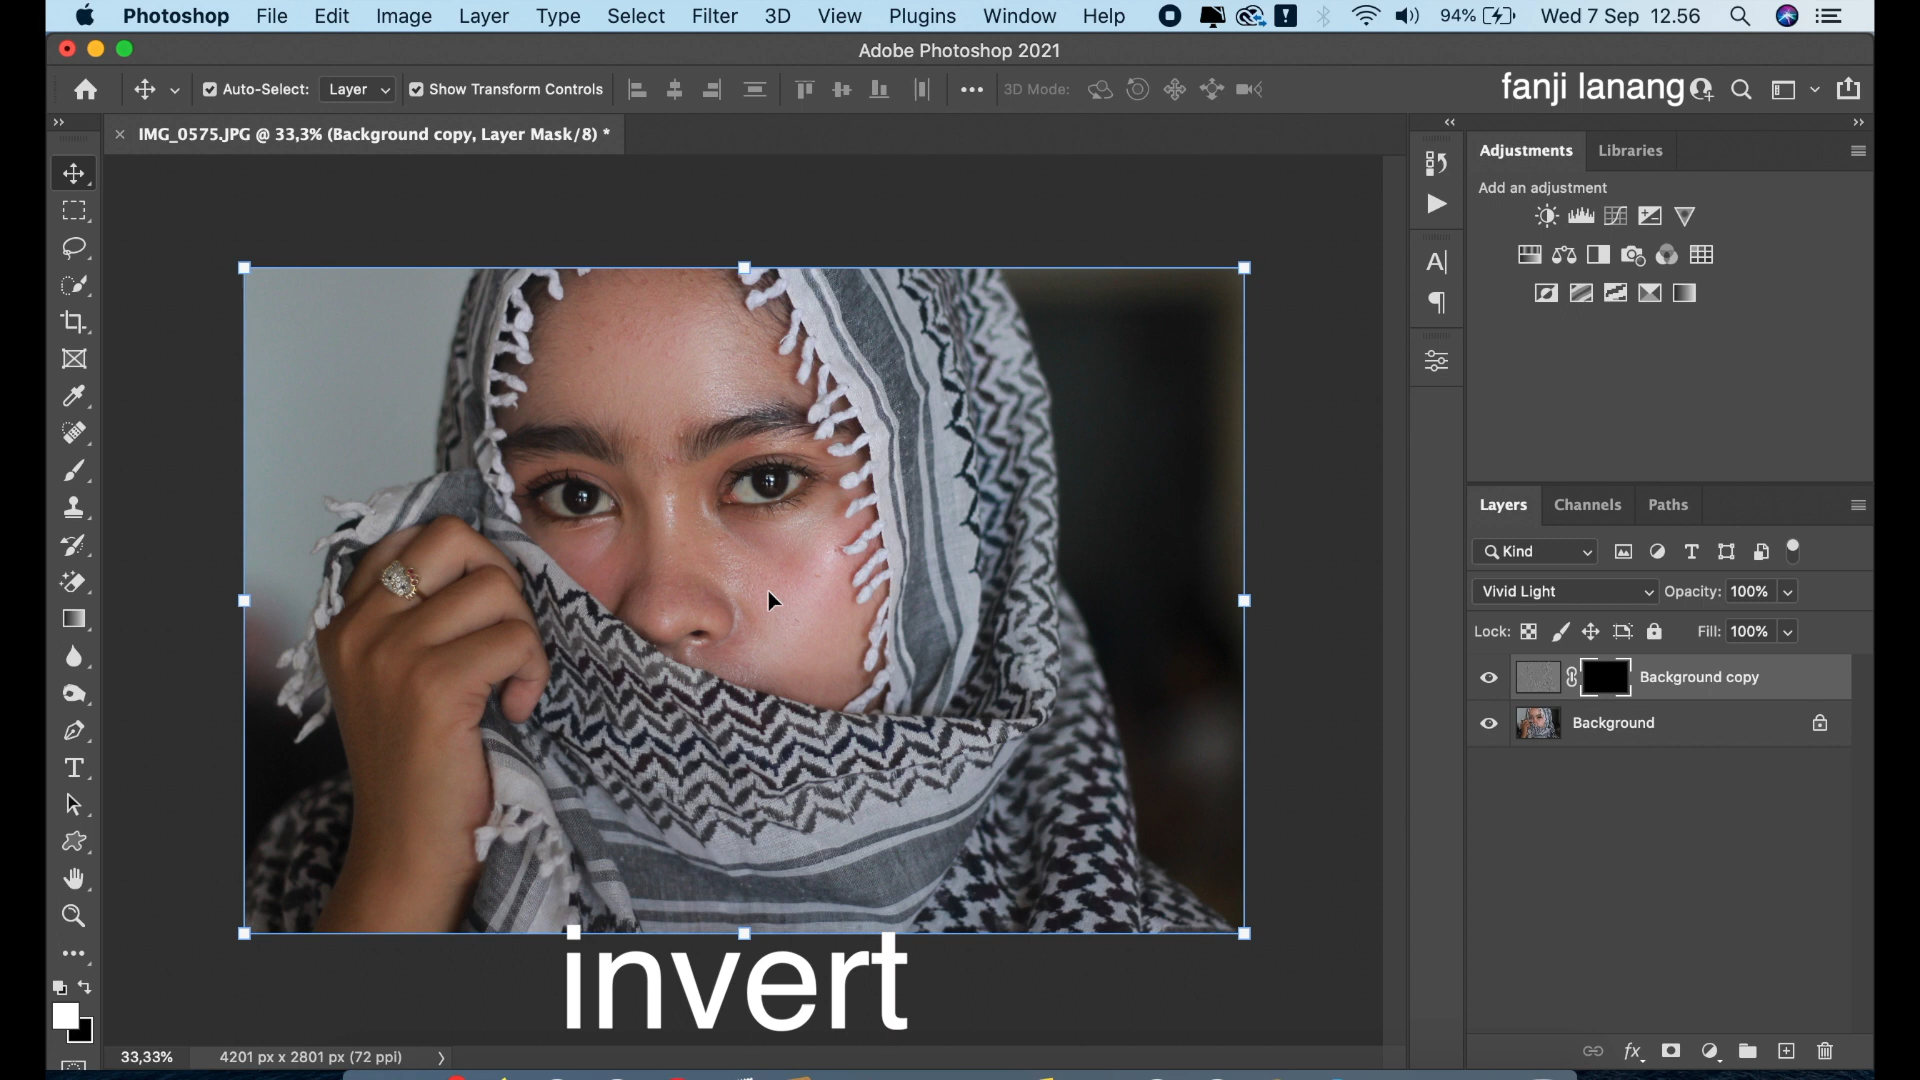 Photoshop File Edit Image Layer Type Select Filter 3D View Plugins Window Help 94% Wed 7 Sep 12.56
Adobe Photoshop 2021
Auto-Select: Layer Show Transform Controls 3D Mode: fanji lanang
IMG_0575.JPG @ 33,3% (Background copy, Layer Mask/8) *
Adjustments Libraries
Add an adjustment
Layers Channels Paths
Kind
Vivid Light Opacity: 100%
Lock: Fill: 100%
Background copy
Background
invert
33,33% 4201 px x 2801 px (72 ppi)